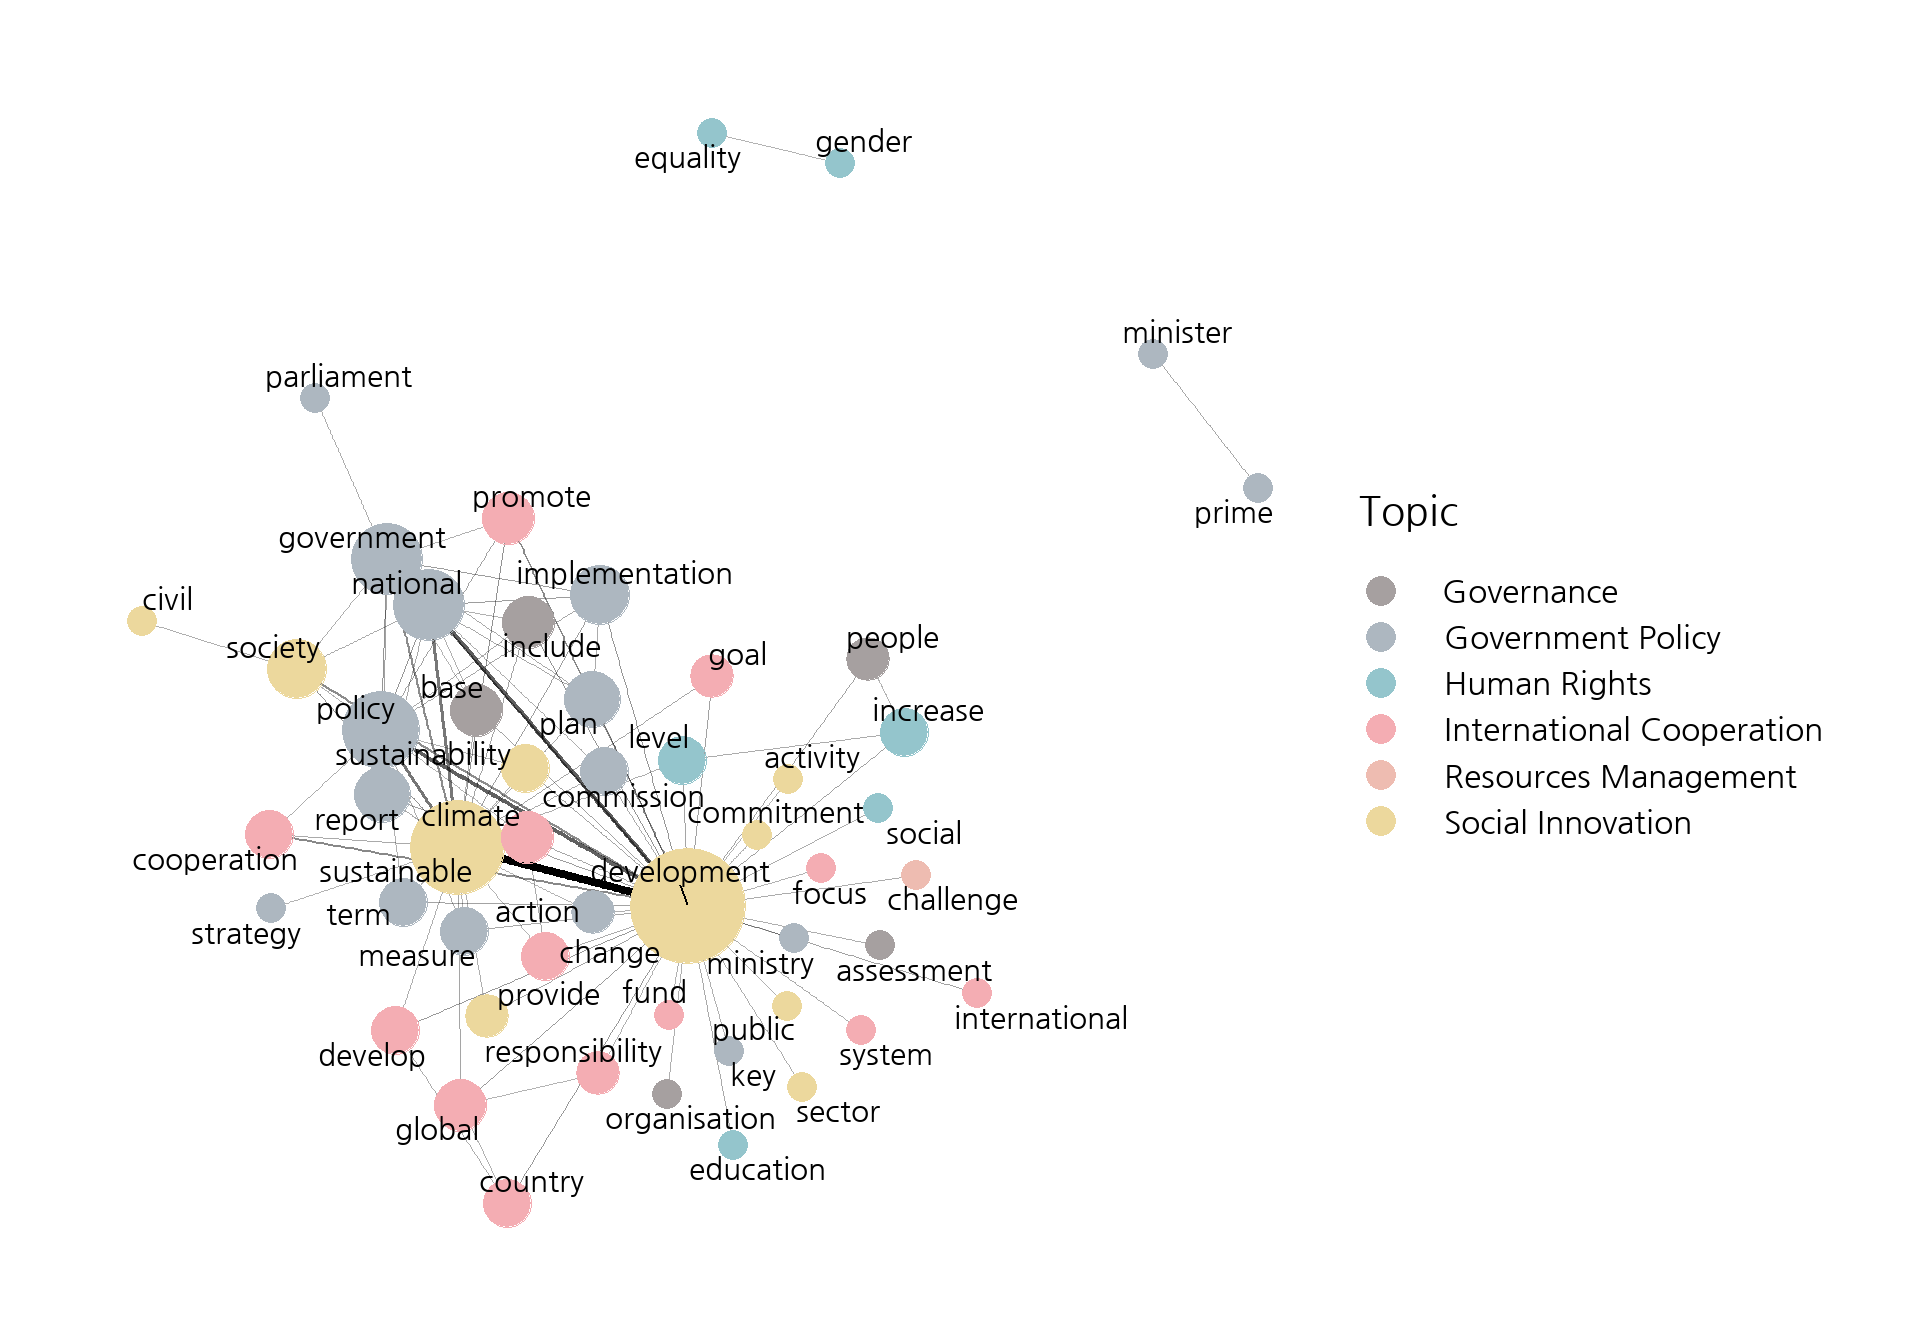 equality
gender
minister
prime
parliament
promote
government
national
implementation
civil
society
include
people
goal
base
policy
plan
level
increase
sustainability
activity
commission
commitment
report
climate
social
cooperation
sustainable
development
focus
challenge
term
action
strategy
measure
change
ministry
assessment
provide
fund
international
public
develop
responsibility
system
key
organisation
sector
global
education
country
Topic
Governance
Government Policy
Human Rights
International Cooperation
Resources Management
Social Innovation